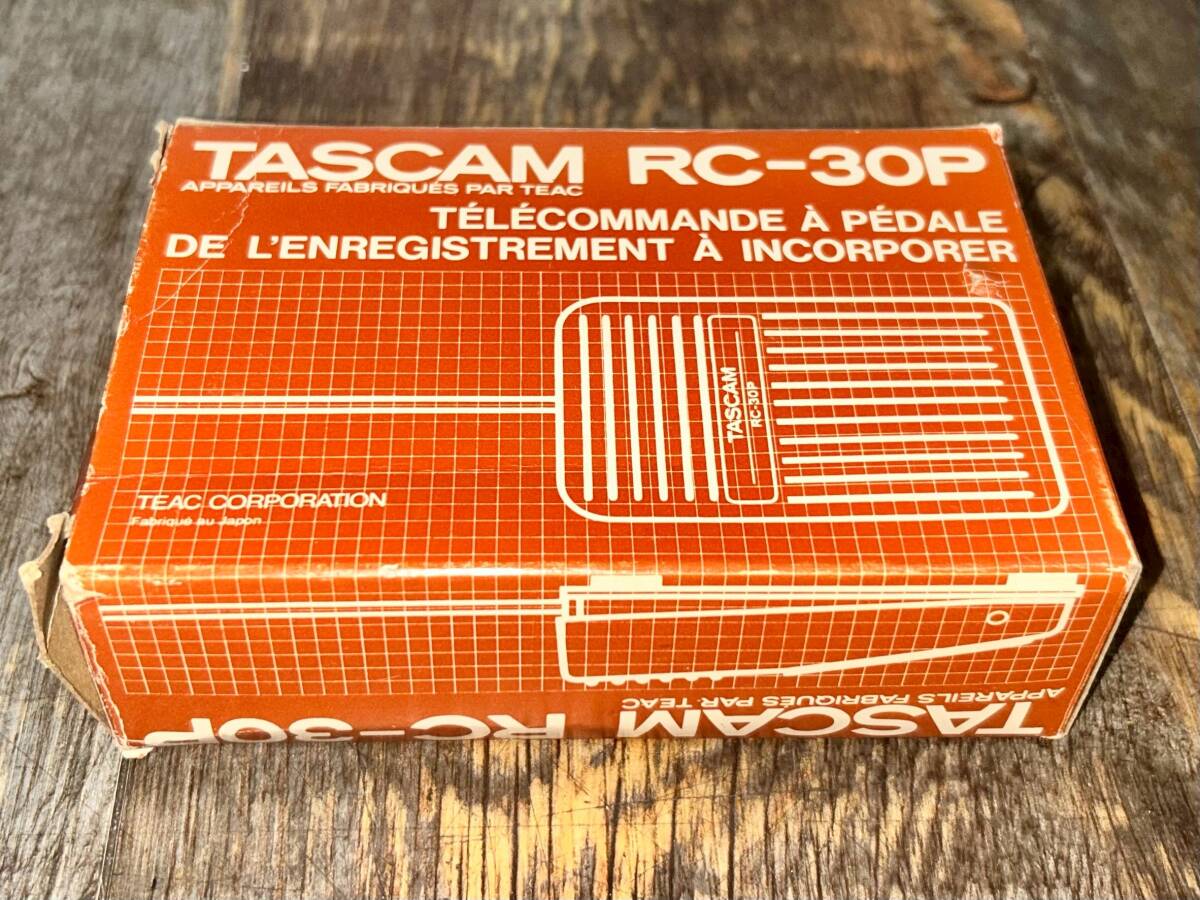 TASCAM RC-30P
APPAREILS FABRIQUÉS PAR TEAC
TÉLÉCOMMANDE À PÉDALE
DE L'ENREGISTREMENT À INCORPORER
TASCAM
RC-30P
TEAC CORPORATION
Fabriqué au Japon
TASCAM RC-30P
APPAREILS FABRIQUÉS PAR TEAC